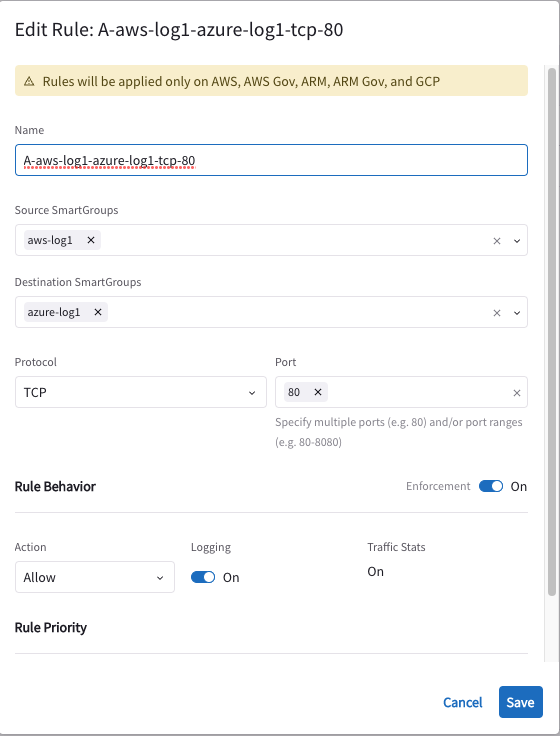 Edit Rule: A-aws-log1-azure-log1-tcp-80
Rules will be applied only on AWS, AWS Gov, ARM, ARM Gov, and GCP
Name
A-aws-log1-azure-log1-tcp-80
Source SmartGroups
aws-log1
Destination SmartGroups
azure-log1
Protocol
Port
TCP
80
Specify multiple ports (e.g. 80) and/or port ranges
(e.g. 80-8080)
Rule Behavior
Enforcement On
Action
Logging
Traffic Stats
Allow
On
On
Rule Priority
Cancel
Save